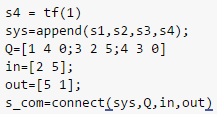 s4 = tf(1)
sys=append(s1,s2,s3,s4);
Q=[1 4 0;3 2 5;4 3 0]
in=[2 5];
out=[5 1];
s_com=connect(sys,Q,in,out)